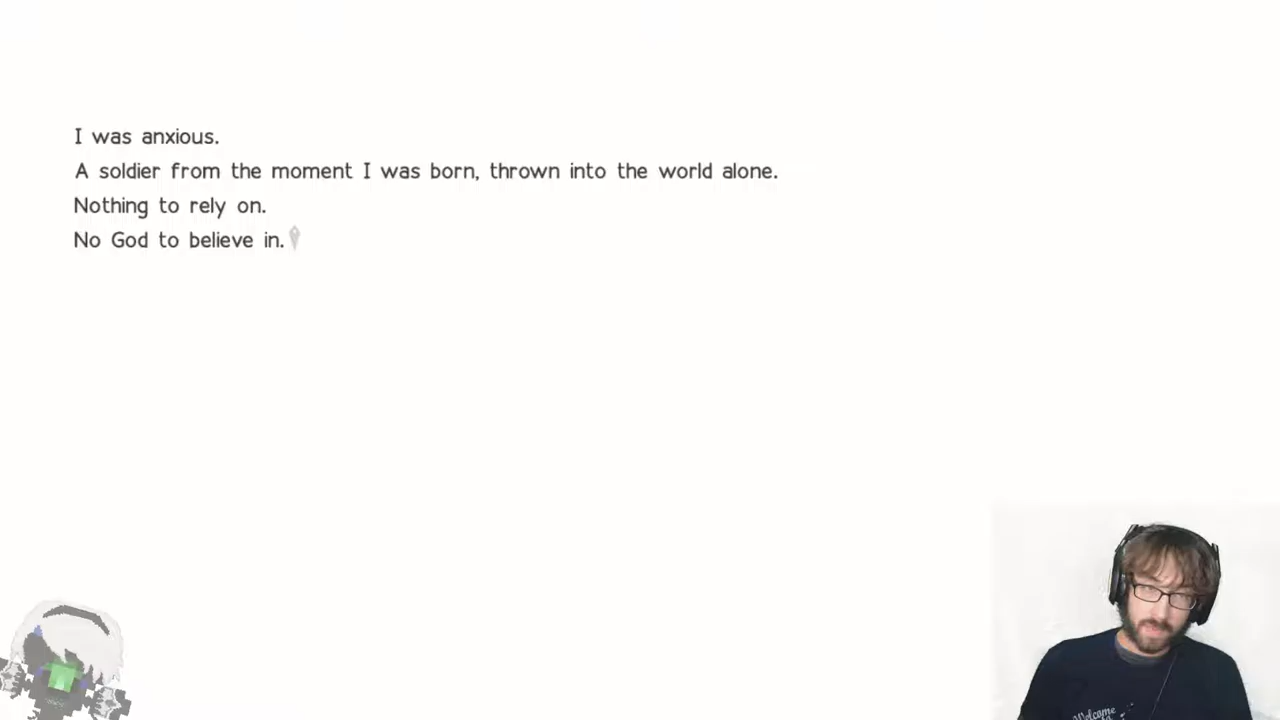 I was anxious.
A soldier from the moment I was born, thrown into the world alone.
Nothing to rely on.
No God to believe in.
Welcome